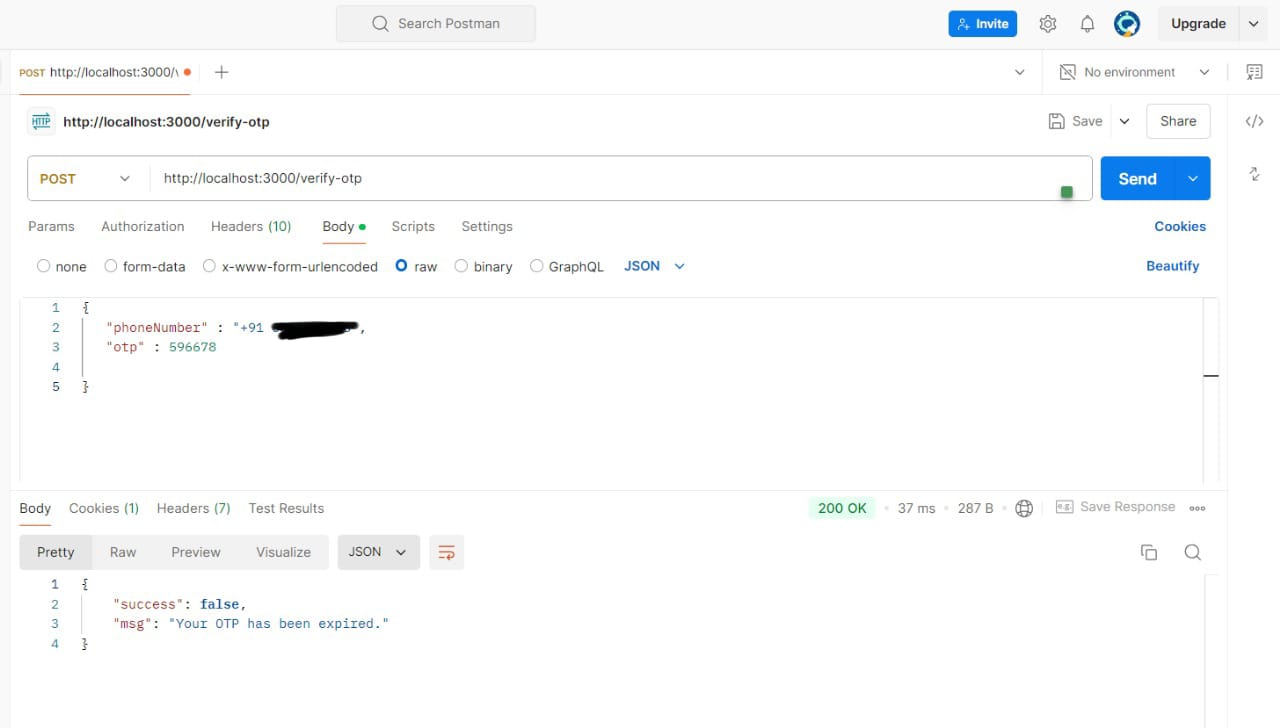 Search Postman
Invite
Upgrade
POST http://localhost:3000/\
No environment
HTTP http://localhost:3000/verify-otp
Save
Share
POST http://localhost:3000/verify-otp
Send
Params Authorization Headers (10) Body Scripts Settings Cookies
none form-data x-www-form-urlencoded raw binary GraphQL JSON Beautify
1 {
2 "phoneNumber" : "+91 ,
3 "otp" : 596678
4
5 }
Body Cookies (1) Headers (7) Test Results 200 OK 37 ms 287 B e.g. Save Response
Pretty Raw Preview Visualize JSON
1 {
2 "success": false,
3 "msg": "Your OTP has been expired."
4 }